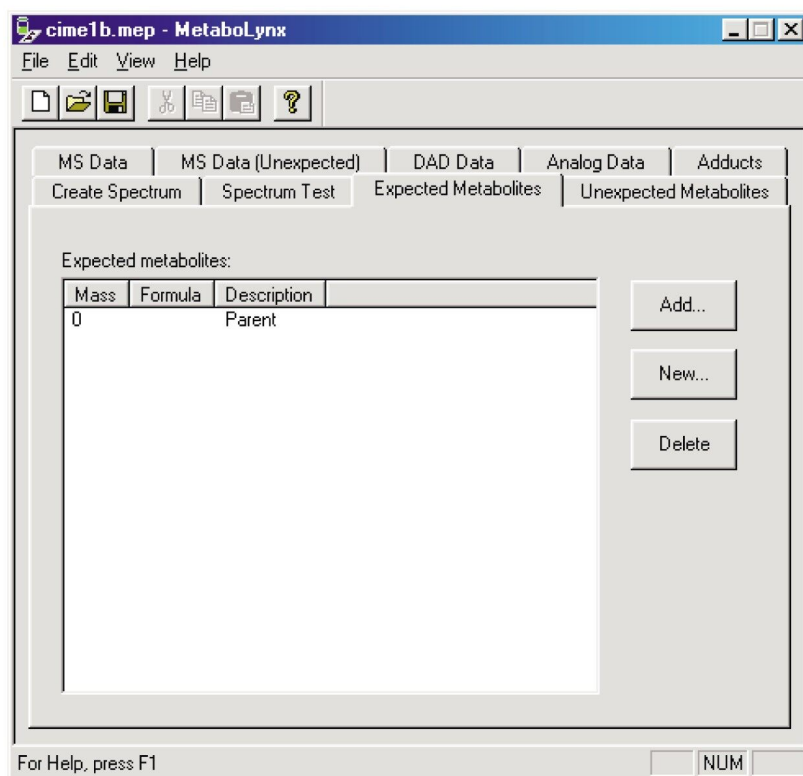 cime1b.mep - MetaboLynx
File Edit View Help
MS Data MS Data (Unexpected) DAD Data Analog Data Adducts
Create Spectrum Spectrum Test Expected Metabolites Unexpected Metabolites
Expected metabolites:
Mass Formula Description
0 Parent
Add...
New...
Delete
For Help, press F1 NUM